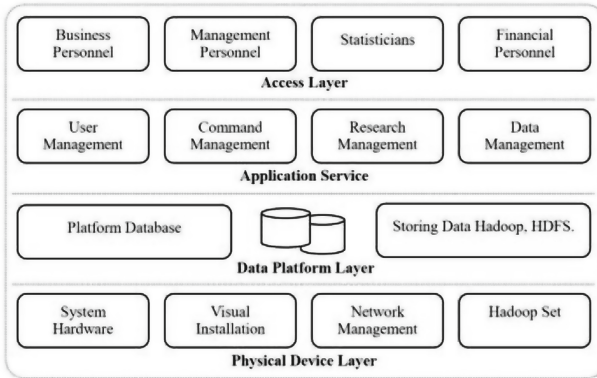 Business
Personnel
Management
Personnel
Statisticians
Financial
Personnel
Access Layer
User
Management
Command
Management
Research
Management
Data
Management
Application Service
Platform Database
Storing Data Hadoop, HDFS.
Data Platform Layer
System
Hardware
Visual
Installation
Network
Management
Hadoop Set
Physical Device Layer